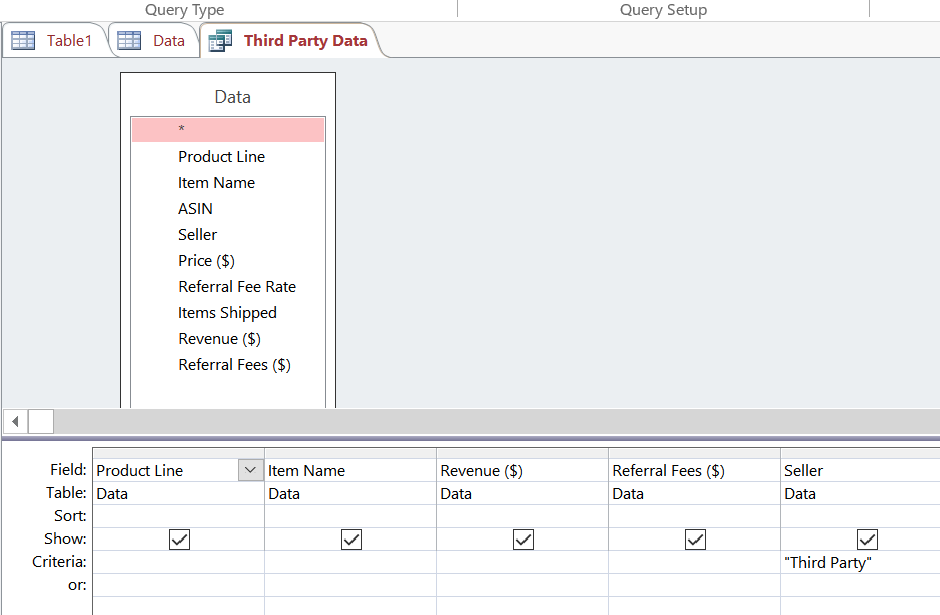 Query Type Query Setup
Table1 Data Third Party Data
Data
*
Product Line
Item Name
ASIN
Seller
Price ($)
Referral Fee Rate
Items Shipped
Revenue ($)
Referral Fees ($)
Field: Product Line Item Name Revenue ($) Referral Fees ($) Seller
Table: Data Data Data Data Data
Sort:
Show:
Criteria: "Third Party"
or: